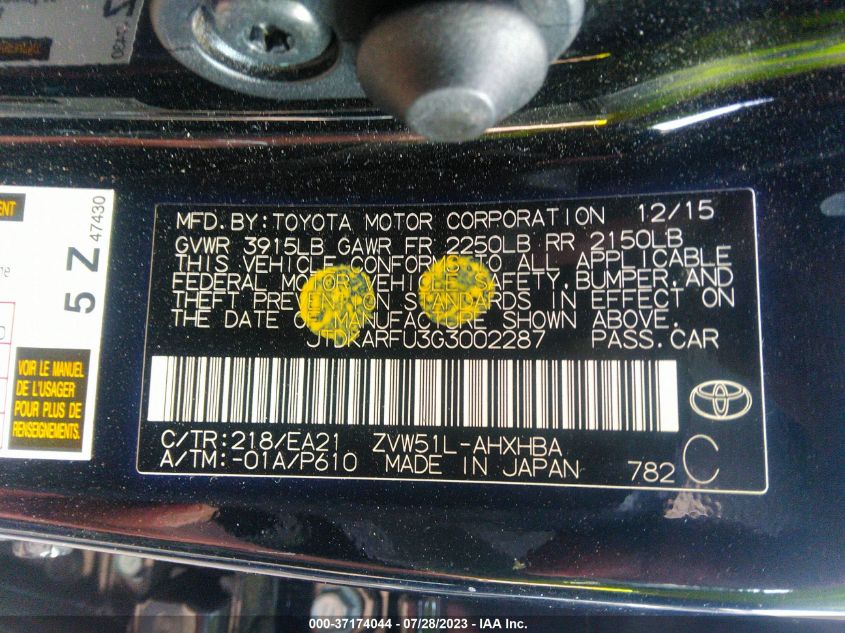 5 Z 47430
VOIR LE MANUEL
DE L'USAGER
POUR PLUS DE
RENSEIGNEMENTS.
MFD.BY:TOYOTA MOTOR CORPORATION 12/15
GVWR 3915LB GAWR FR 2250LB RR 2150LB
THIS VEHICLE CONFORMS TO ALL APPLICABLE
FEDERAL MOTOR VEHICLE SAFETY,BUMPER,AND
THEFT PREVENTION STANDARDS IN EFFECT ON
THE DATE OF MANUFACTURE SHOWN ABOVE.
JTDKARFU3G3002287 PASS.CAR
C/TR:218/EA21 ZVW51L-AHXHBA
A/TM:-01A/P610 MADE IN JAPAN 782 C
000-37174044 / 07/28/2023 - IAA Inc.